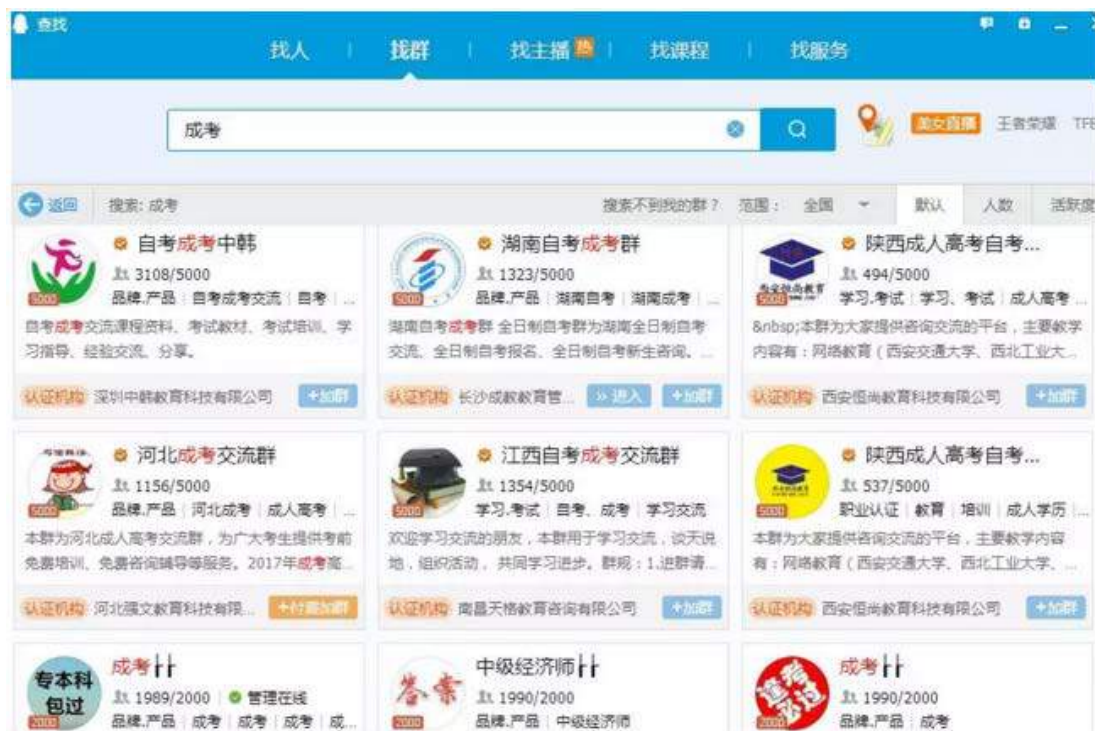 查找
找人 找群 找主播 热 找课程 找服务
成考
美女直播 王者荣耀 TFB
返回 搜索: 成考 搜索不到我的群？ 范围： 全国 默认 人数 活跃度
自考成考中韩
3108/5000
品牌.产品 自考成考交流 自考 ...
5000
自考成考交流课程资料、考试教材、考试培训、学
习指导、经验交流、分享。
认证机构 深圳中韩教育科技有限公司 +加群
湖南自考成考群
1323/5000
品牌.产品 湖南自考 湖南成考 ...
5000
湖南自考成考群 全日制自考群为湖南全日制自考
交流、全日制自考报名、全日制自考新生咨询。...
认证机构 长沙成教教育管... » 进入 +加群
陕西成人高考自考...
494/5000
西安恒尚教育
学习.考试 学习、考试 成人高考 ...
5000
&nbsp;本群为大家提供咨询交流的平台，主要教学
内容有：网络教育（西安交通大学、西北工业大...
认证机构 西安恒尚教育科技有限公司 +加群
河北成考交流群
1156/5000
品牌.产品 河北成考 成人高考 ...
5000
本群为河北成人高考交流群，为广大考生提供考前
免费培训、免费咨询辅导等服务。2017年成考高...
认证机构 河北强文教育科技有限... +付费加群
江西自考成考交流群
1354/5000
学习.考试 自考、成考 学习交流
5000
欢迎学习交流的朋友，本群用于学习交流，谈天说
地，组织活动， 共同学习进步。群规：1.进群请...
认证机构 南昌天格教育咨询有限公司 +加群
陕西成人高考自考...
537/5000
职业认证 教育 培训 成人学历 ...
5000
本群为大家提供咨询交流的平台，主要教学内容
有：网络教育（西安交通大学、西北工业大学、...
认证机构 西安恒尚教育科技有限公司 +加群
专本科
包过
2000
成考┟┟
1989/2000 管理在线
品牌.产品 成考 成考 成考 成...
答案
2000
中级经济师┟┟
1990/2000
品牌.产品 中级经济师
逢考
必过
2000
成考┟┟
1990/2000
品牌.产品 成考